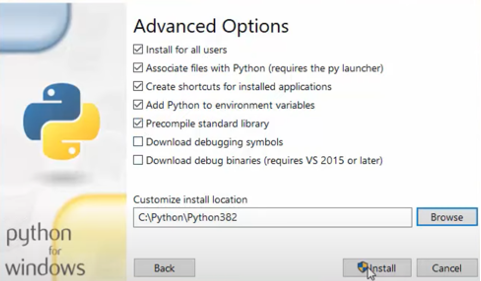 Advanced Options
Install for all users
Associate files with Python (requires the py launcher)
Create shortcuts for installed applications
Add Python to environment variables
Precompile standard library
Download debugging symbols
Download debug binaries (requires VS 2015 or later)
Customize install location
C:\Python\Python382
Browse
python
for
windows
Back
Install
Cancel